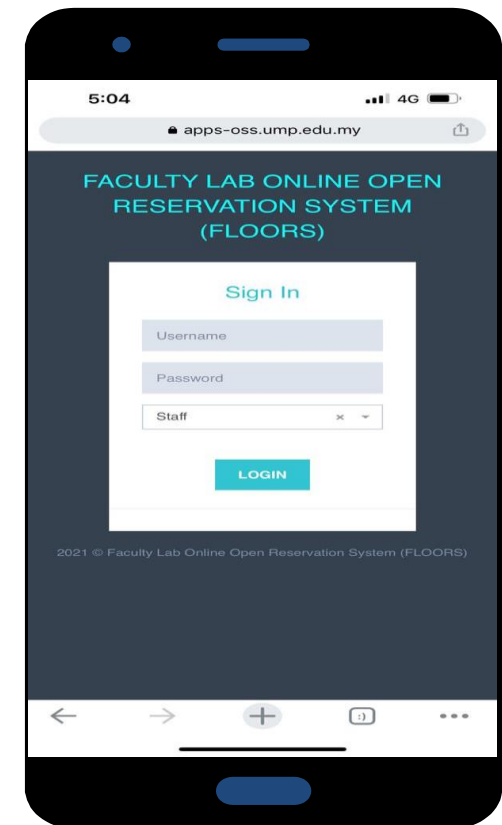 5:04
4G
apps-oss.ump.edu.my
FACULTY LAB ONLINE OPEN
RESERVATION SYSTEM
(FLOORS)
Sign In
Username
Password
Staff
LOGIN
2021 © Faculty Lab Online Open Reservation System (FLOORS)
:)